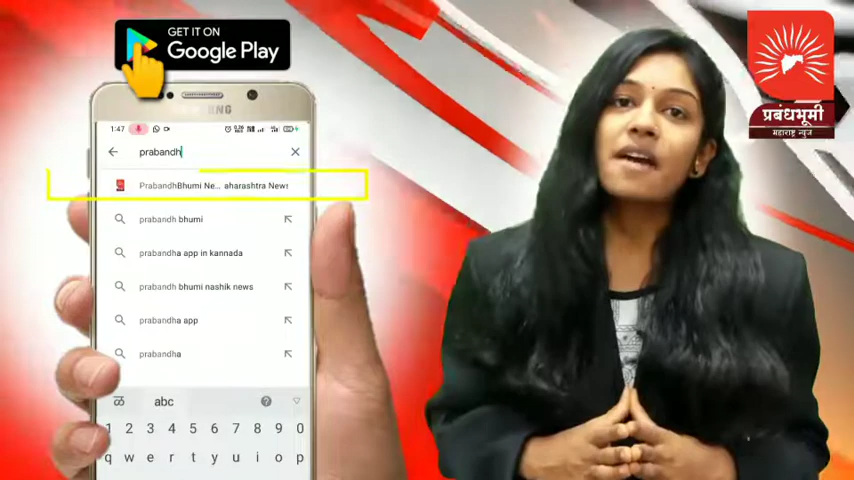 GET IT ON
Google Play
SAMSUNG
1:47
prabandh
PrabandhBhumi Ne... aharashtra News
prabandh bhumi
prabandha app in kannada
prabandh bhumi nashik news
prabandha app
prabandha
abc
1 2 3 4 5 6 7 8 9 0
q w e r t y u i o p
प्रबंधभूमी
महाराष्ट्र न्यूज